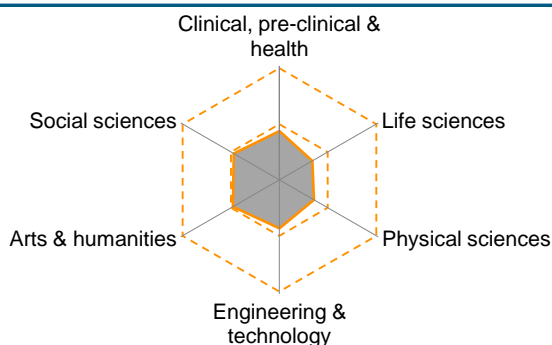 Clinical, pre-clinical &
health
Social sciences
Life sciences
Arts & humanities
Physical sciences
Engineering &
technology